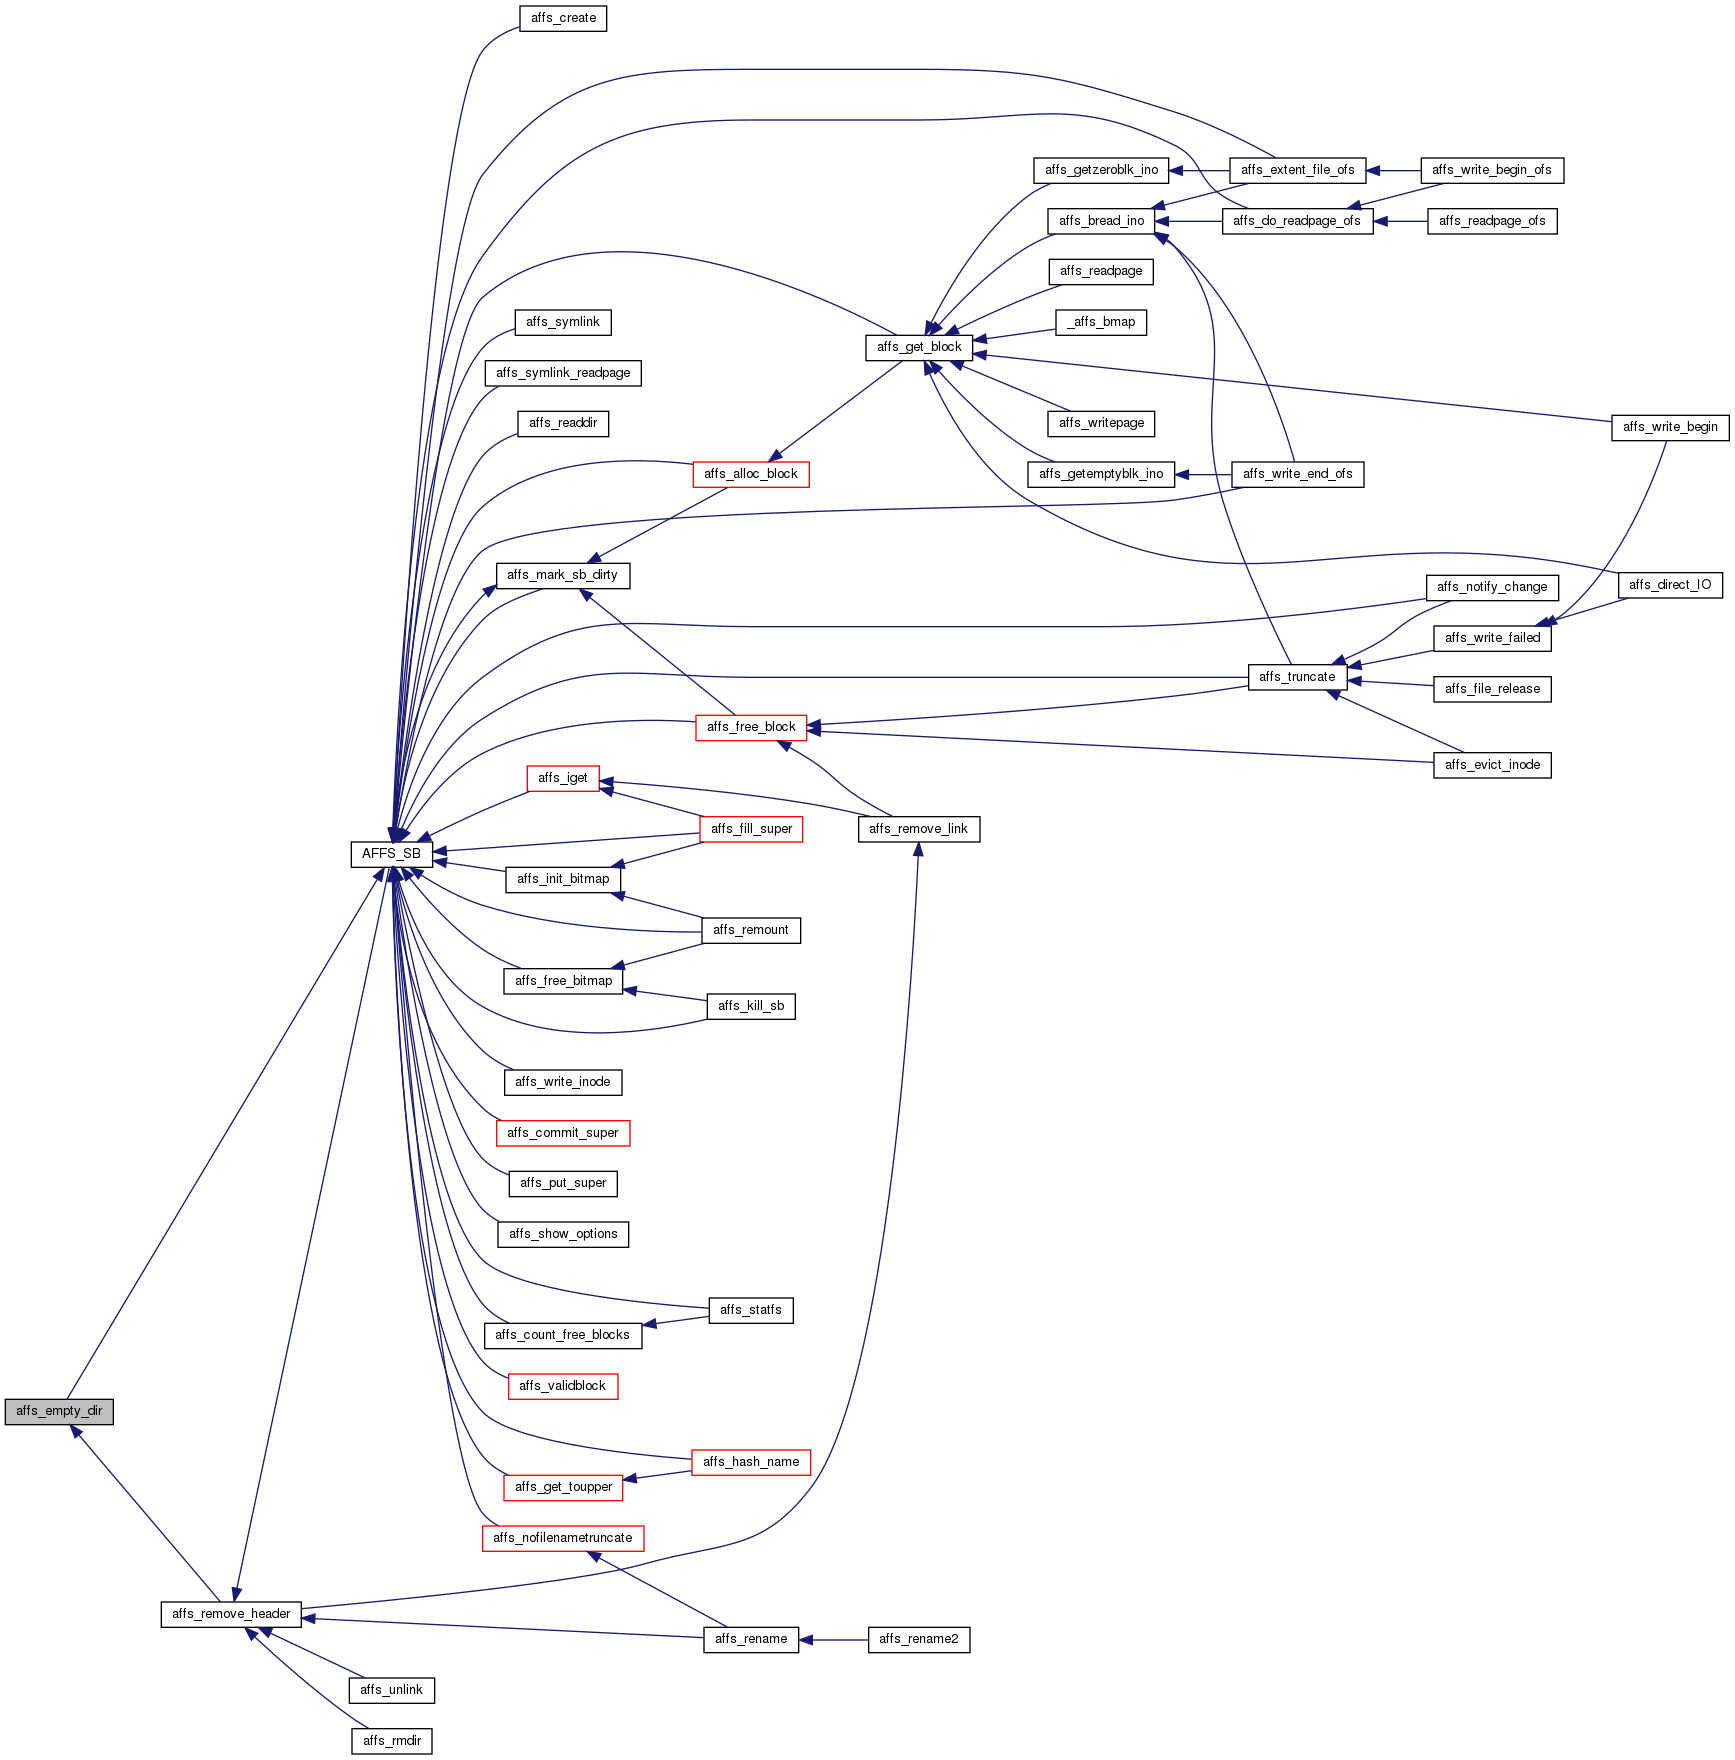 affs_create
affs_getzeroblk_ino
affs_extent_file_ofs
affs_write_begin_ofs
affs_bread_ino
affs_do_readpage_ofs
affs_readpage_ofs
affs_readpage
affs_symlink
_affs_bmap
affs_get_block
affs_symlink_readpage
affs_readdir
affs_writepage
affs_write_begin
affs_alloc_block
affs_getemptyblk_ino
affs_write_end_ofs
affs_mark_sb_dirty
affs_notify_change
affs_direct_IO
affs_write_failed
affs_truncate
affs_file_release
affs_free_block
affs_evict_inode
affs_iget
affs_fill_super
affs_remove_link
AFFS_SB
affs_init_bitmap
affs_remount
affs_free_bitmap
affs_kill_sb
affs_write_inode
affs_commit_super
affs_put_super
affs_show_options
affs_statfs
affs_count_free_blocks
affs_validblock
affs_empty_dir
affs_hash_name
affs_get_toupper
affs_nofilenametruncate
affs_remove_header
affs_rename
affs_rename2
affs_unlink
affs_rmdir